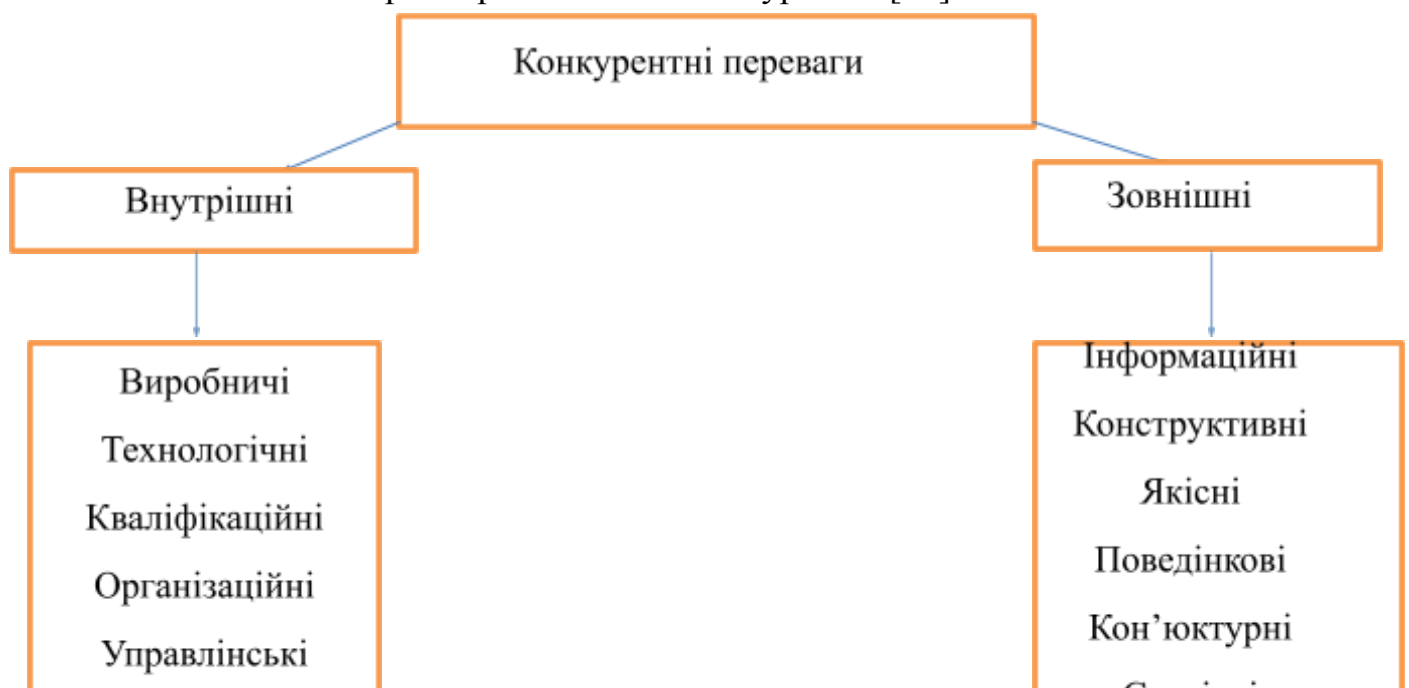 Конкурентні переваги
Внутрішні
Зовнішні
Виробничі
Технологічні
Кваліфікаційні
Організаційні
Управлінські
Інформаційні
Конструктивні
Якісні
Поведінкові
Кон’юктурні